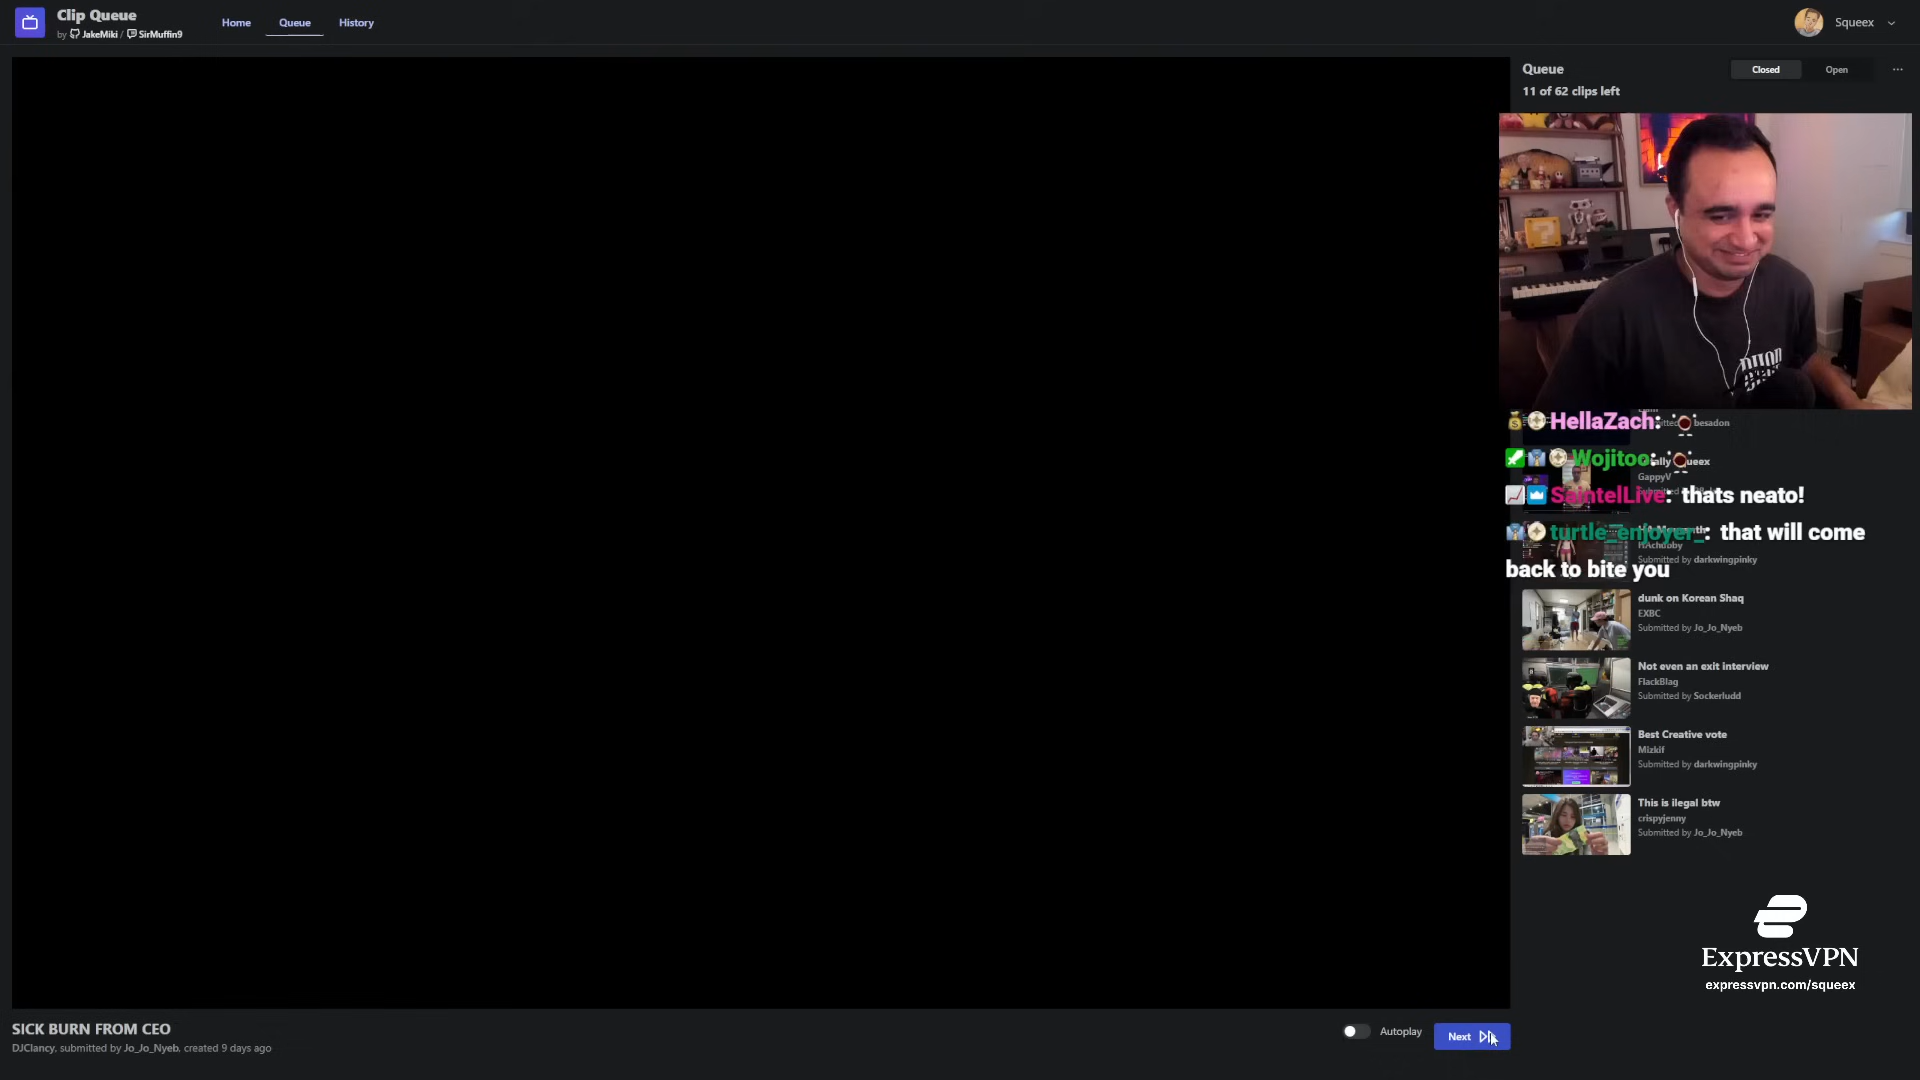 Clip Queue
by JakeMiki / SirMuffin9
Home
Queue
History
Squeex
Queue
Closed
Open
11 of 62 clips left
HellaZach:
besadon
Wojitoo:
GappyV
SaintelLive: thats neato!
turtle_enjoyer_: that will come
back to bite you
HAchubby
Submitted by darkwingpinky
dunk on Korean Shaq
EXBC
Submitted by Jo_Jo_Nyeb
Not even an exit interview
FlackBlag
Submitted by Sockerludd
Best Creative vote
Mizkif
Submitted by darkwingpinky
This is ilegal btw
crispyjenny
Submitted by Jo_Jo_Nyeb
ExpressVPN
expressvpn.com/squeex
SICK BURN FROM CEO
DJClancy, submitted by Jo_Jo_Nyeb, created 9 days ago
Autoplay
Next